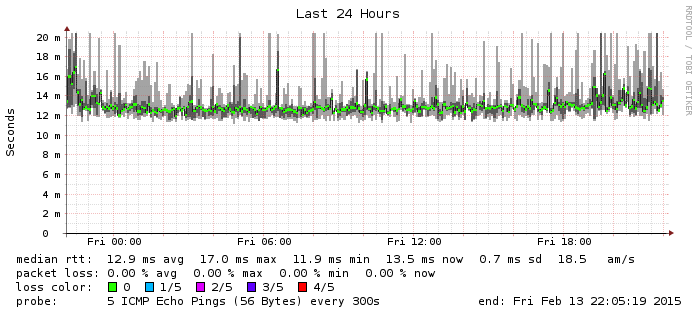 Last 24 Hours
RRDTOOL / TOBI OETIKER
Seconds
20 m
18 m
16 m
14 m
12 m
10 m
8 m
6 m
4 m
2 m
0
Fri 00:00 Fri 06:00 Fri 12:00 Fri 18:00
median rtt: 12.9 ms avg 17.0 ms max 11.9 ms min 13.5 ms now 0.7 ms sd 18.5 am/s
packet loss: 0.00 % avg 0.00 % max 0.00 % min 0.00 % now
loss color: 0 1/5 2/5 3/5 4/5
probe: 5 ICMP Echo Pings (56 Bytes) every 300s end: Fri Feb 13 22:05:19 2015